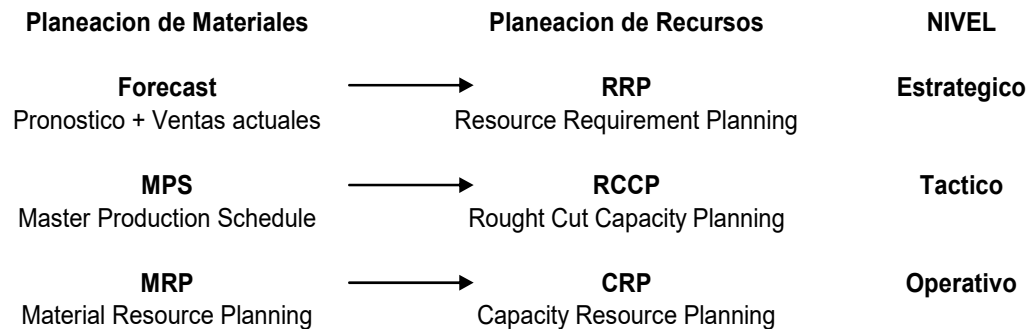 Planeacion de Materiales Planeacion de Recursos NIVEL
Forecast RRP Estrategico
Pronostico + Ventas actuales Resource Requirement Planning
MPS RCCP Tactico
Master Production Schedule Rought Cut Capacity Planning
MRP CRP Operativo
Material Resource Planning Capacity Resource Planning